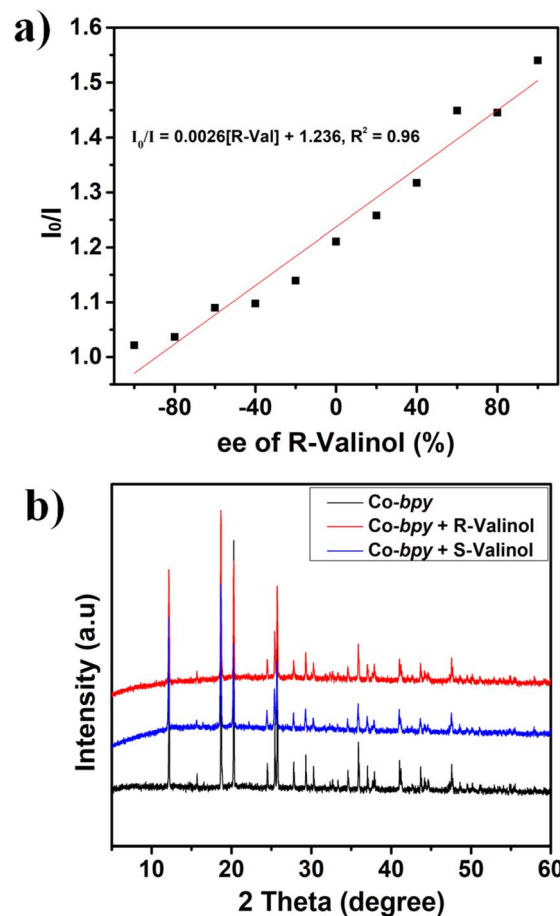 a)
1.6
1.5
1.4
1.3
1.2
1.1
1.0
I₀/I
I₀/I = 0.0026[R-Val] + 1.236, R² = 0.96
-80 -40 0 40 80
ee of R-Valinol (%)
b)
Co-bpy
Co-bpy + R-Valinol
Co-bpy + S-Valinol
Intensity (a.u)
10 20 30 40 50 60
2 Theta (degree)